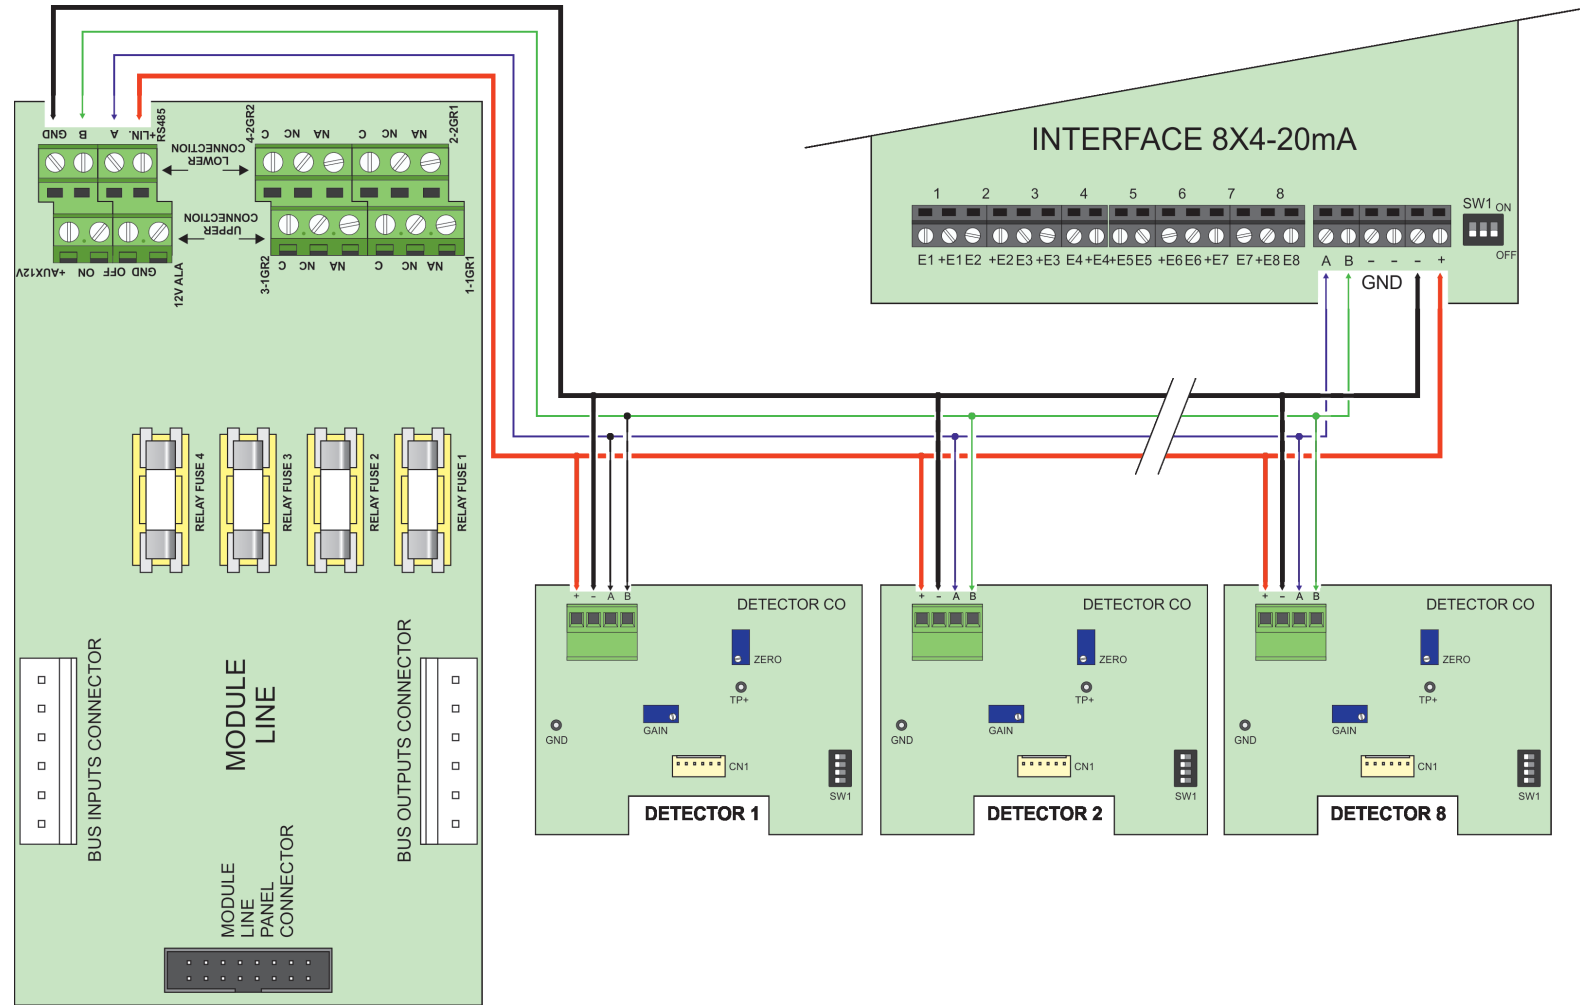 GND B A +LIN.
RS485
LOWER
CONNECTION
4-2GR2
C NC NA C NC NA
2-2GR1
UPPER
CONNECTION
+AUX12V ON OFF GND
12V ALA
3-1GR2
C NC NA C NC NA
1-1GR1
RELAY FUSE 4
RELAY FUSE 3
RELAY FUSE 2
RELAY FUSE 1
BUS INPUTS CONNECTOR
MODULE
LINE
BUS OUTPUTS CONNECTOR
MODULE
LINE
PANEL
CONNECTOR
INTERFACE 8X4-20mA
1 2 3 4 5 6 7 8
SW1 ON
OFF
E1 +E1 E2 +E2 E3 +E3 E4 +E4 +E5 E5 +E6 E6 +E7 E7 +E8 E8 A B - - - +
GND
+ - A B
DETECTOR CO
ZERO
TP+
GAIN
GND
CN1
SW1
DETECTOR 1
+ - A B
DETECTOR CO
ZERO
TP+
GAIN
GND
CN1
SW1
DETECTOR 2
+ - A B
DETECTOR CO
ZERO
TP+
GAIN
GND
CN1
SW1
DETECTOR 8